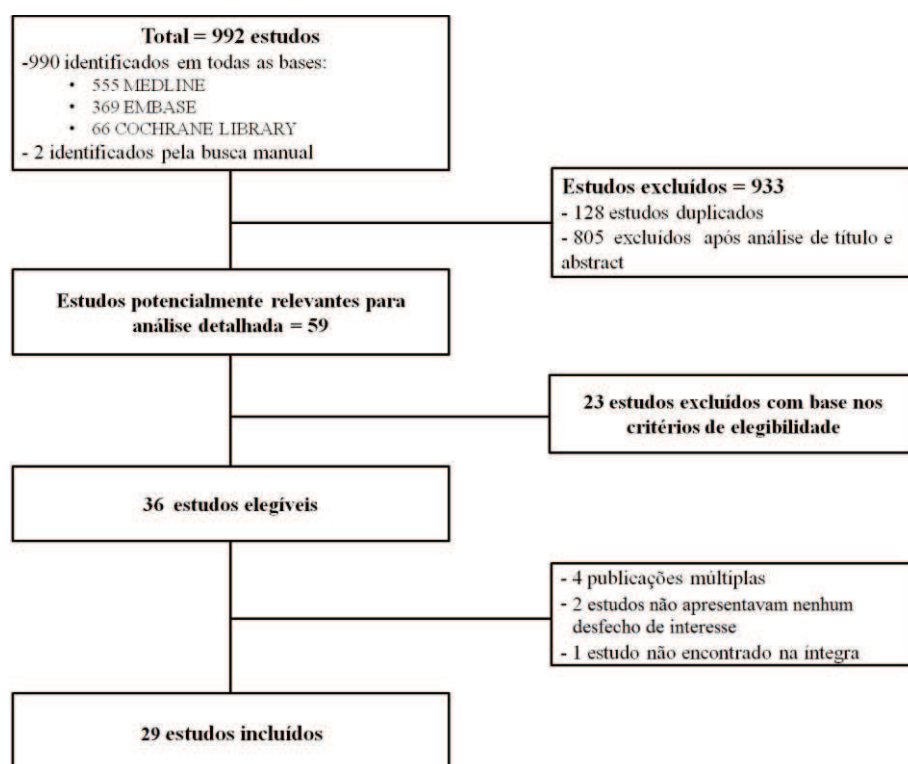 Total = 992 estudos
-990 identificados em todas as bases:
• 555 MEDLINE
• 369 EMBASE
• 66 COCHRANE LIBRARY
- 2 identificados pela busca manual
Estudos excluídos = 933
- 128 estudos duplicados
- 805 excluídos após análise de título e
abstract
Estudos potencialmente relevantes para
análise detalhada = 59
23 estudos excluídos com base nos
critérios de elegibilidade
36 estudos elegíveis
- 4 publicações múltiplas
- 2 estudos não apresentavam nenhum
desfecho de interesse
- 1 estudo não encontrado na íntegra
29 estudos incluídos